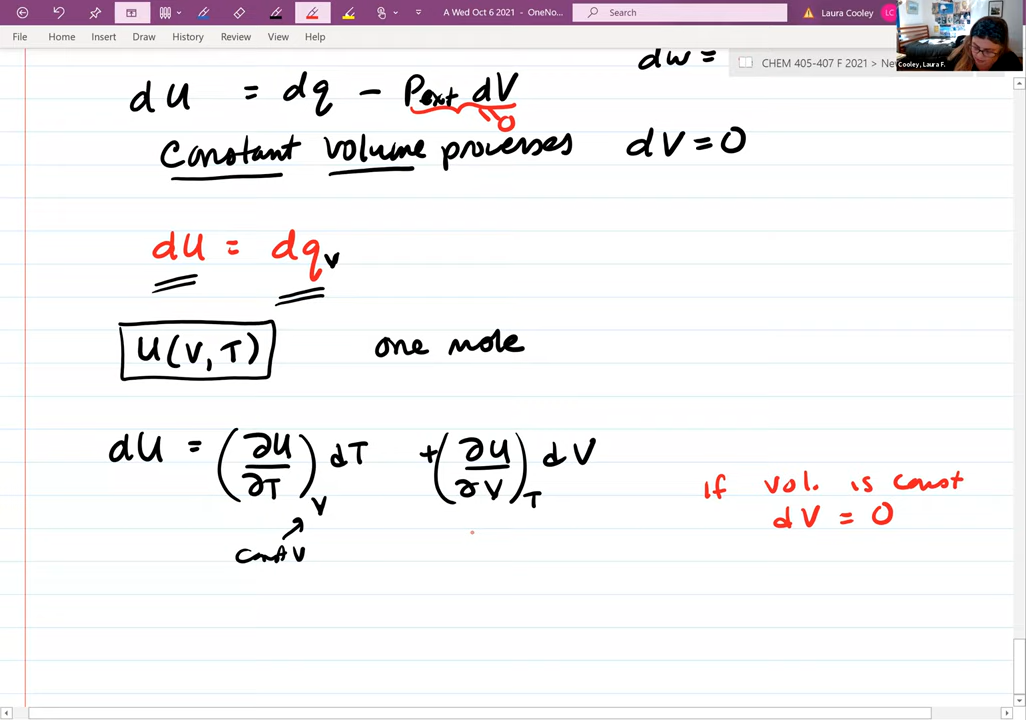 A Wed Oct 6 2021 - OneNo...
Search
Laura Cooley
LC
File Home Insert Draw History Review View Help
Cooley, Laura F.
CHEM 405-407 F 2021 > Ne
dw =
dU = dq - Pext dV
0
Constant volume processes dV = 0
dU = dqv
U(V, T) one mole
dU = (∂U/∂T)V dT + (∂U/∂V)T dV
const V
If vol. is const
dV = 0